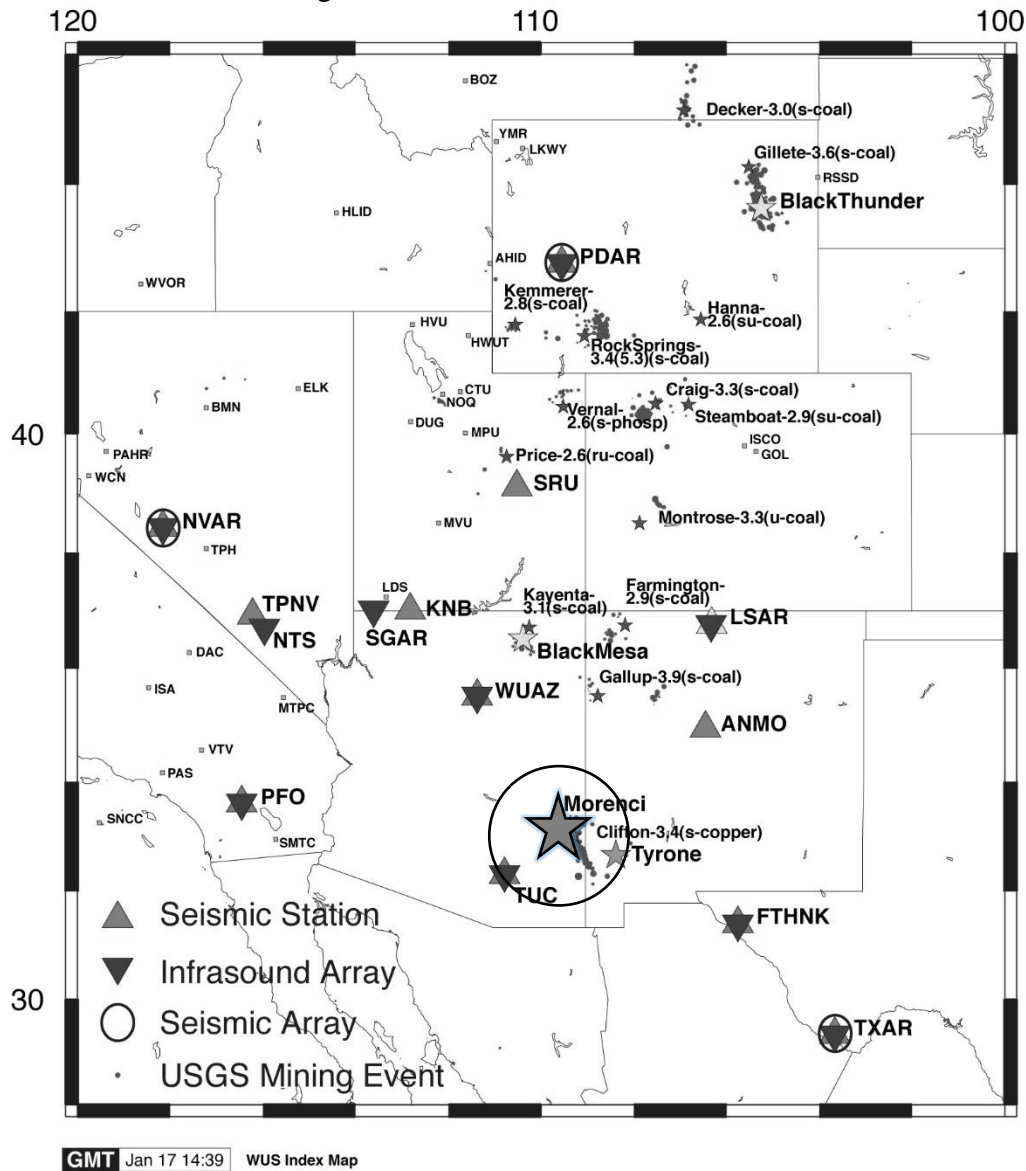 120
110
100
BOZ
Decker-3.0(s-coal)
YMR
LKWY
Gillete-3.6(s-coal)
RSSD
BlackThunder
HLID
PDAR
AHID
WVOR
Kemmerer-
2.8(s-coal)
Hanna-
2.6(su-coal)
HVU
HWUT
RockSprings-
3.4(5.3)(s-coal)
ELK
CTU
NOQ
Craig-3.3(s-coal)
BMN
Vernal-
2.6(s-phosp)
Steamboat-2.9(su-coal)
DUG
MPU
40
ISCO
GOL
PAHR
Price-2.6(ru-coal)
WCN
SRU
NVAR
MVU
Montrose-3.3(u-coal)
TPH
LDS
Kayenta-
3.1(s-coal)
Farmington-
2.9(s-coal)
TPNV
KNB
LSAR
NTS
SGAR
BlackMesa
DAC
ISA
WUAZ
Gallup-3.9(s-coal)
MTPC
ANMO
VTV
PAS
PFO
Morenci
SNCC
Clifton-3.4(s-copper)
SMTC
Tyrone
TUC
Seismic Station
FTHNK
Infrasound Array
30
Seismic Array
TXAR
USGS Mining Event
GMT Jan 17 14:39 WUS Index Map